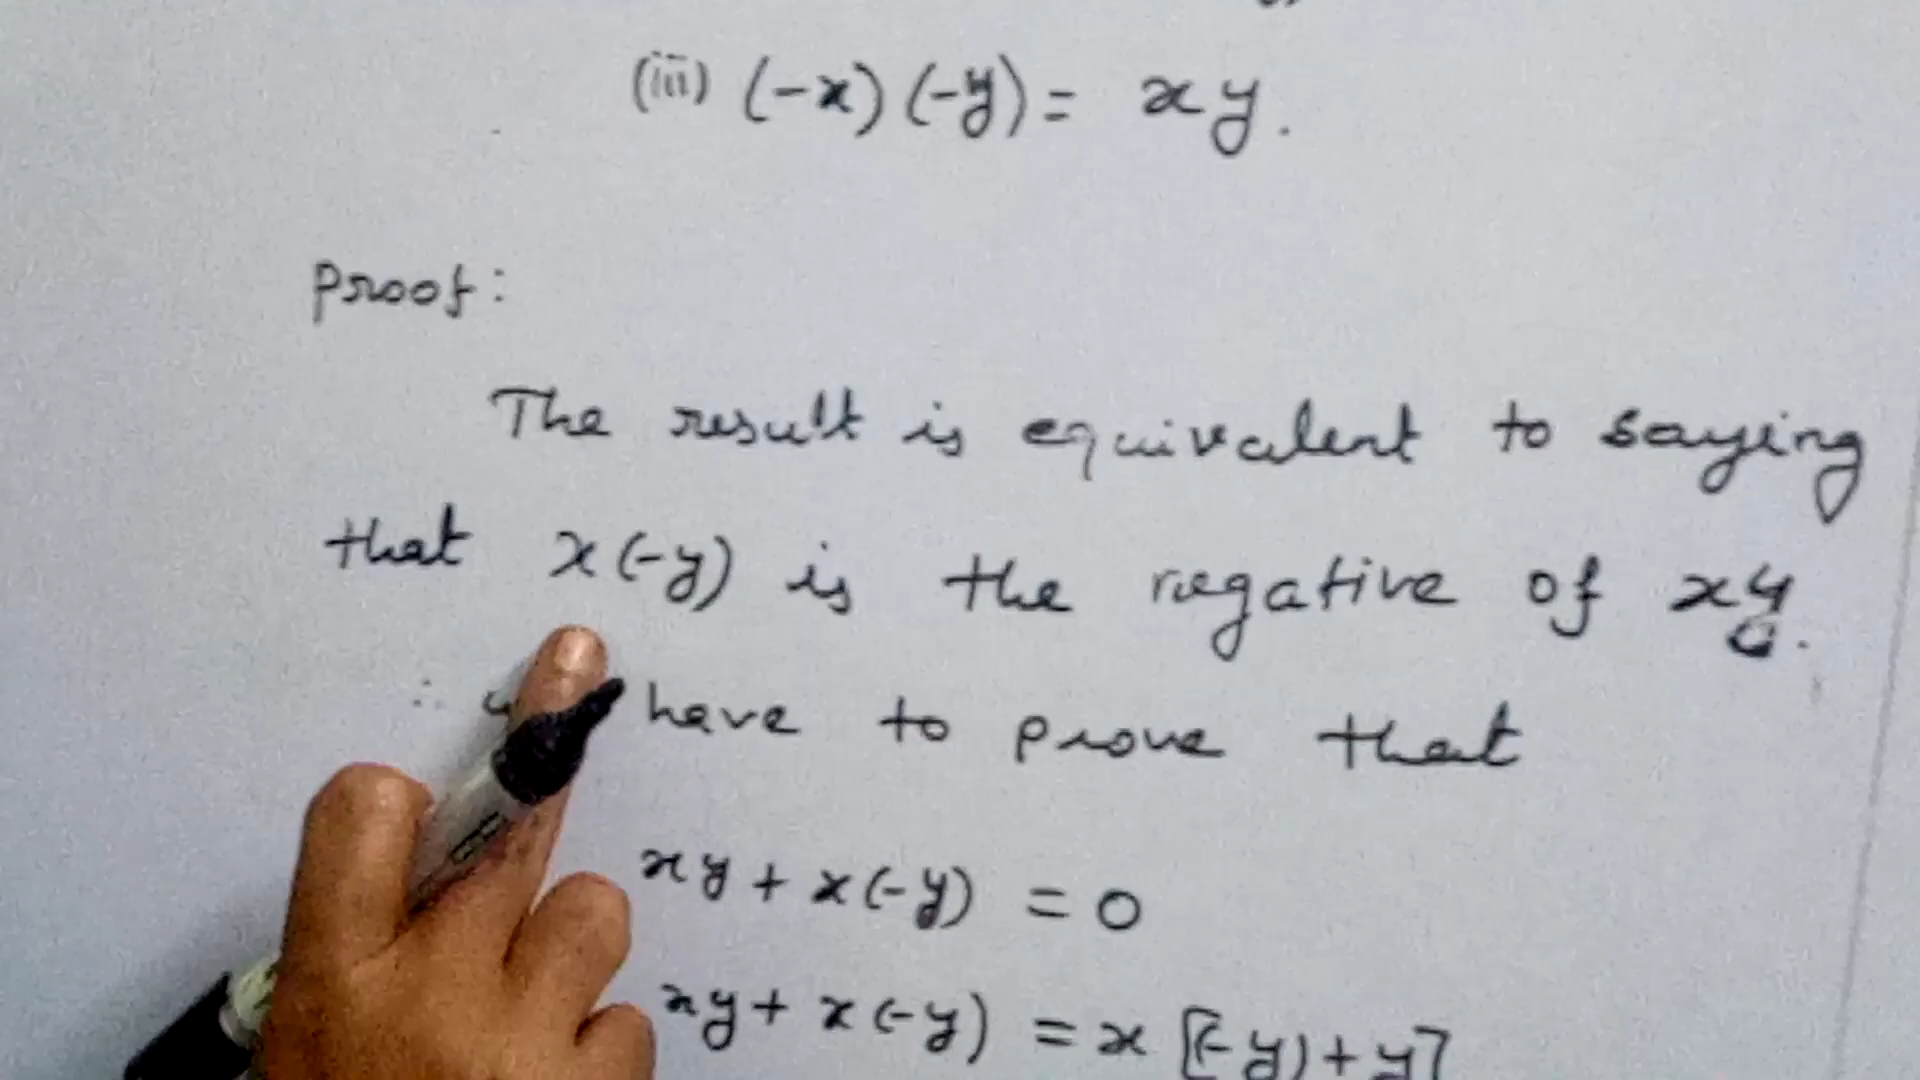 (iii) (-x) (-y) = xy.
Proof:
The result is equivalent to saying
that x(-y) is the negative of xy.
∴ have to prove that
xy + x(-y) = 0
xy + x(-y) = x [(-y) + y]